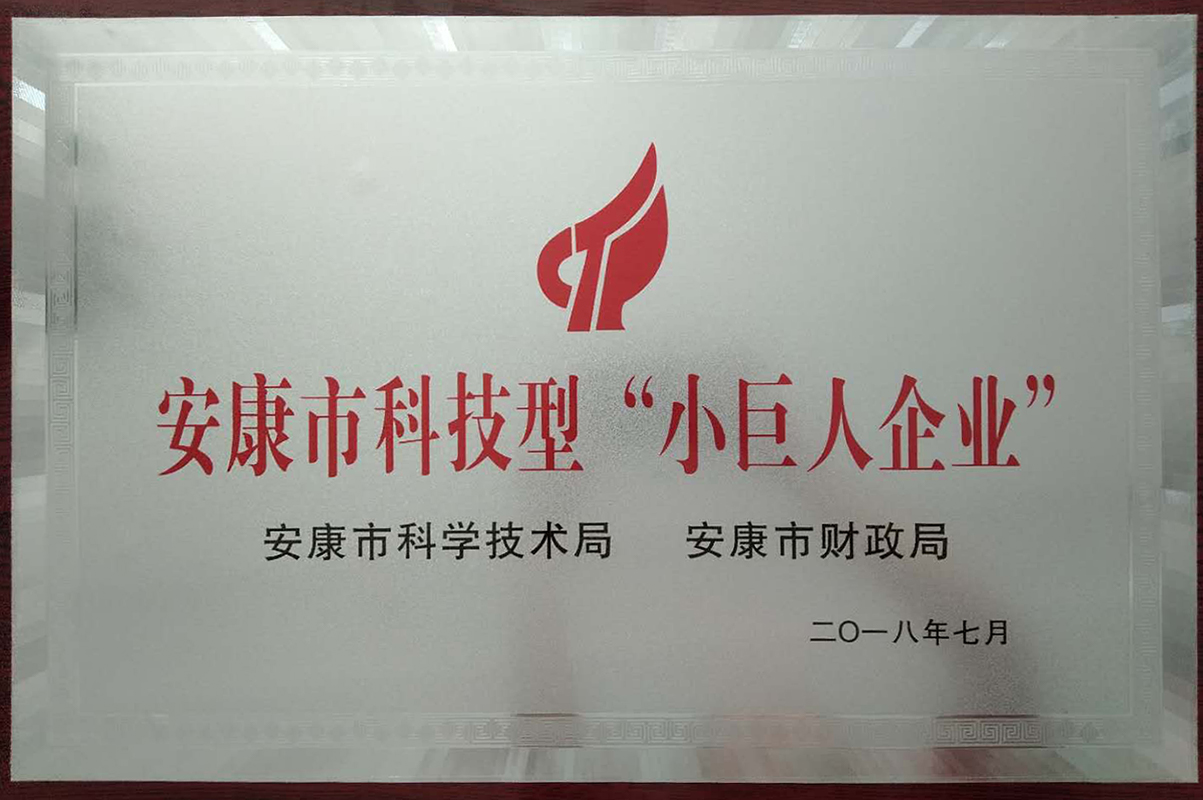 安康市科技型“小巨人企业”
安康市科学技术局 安康市财政局
二〇一八年七月